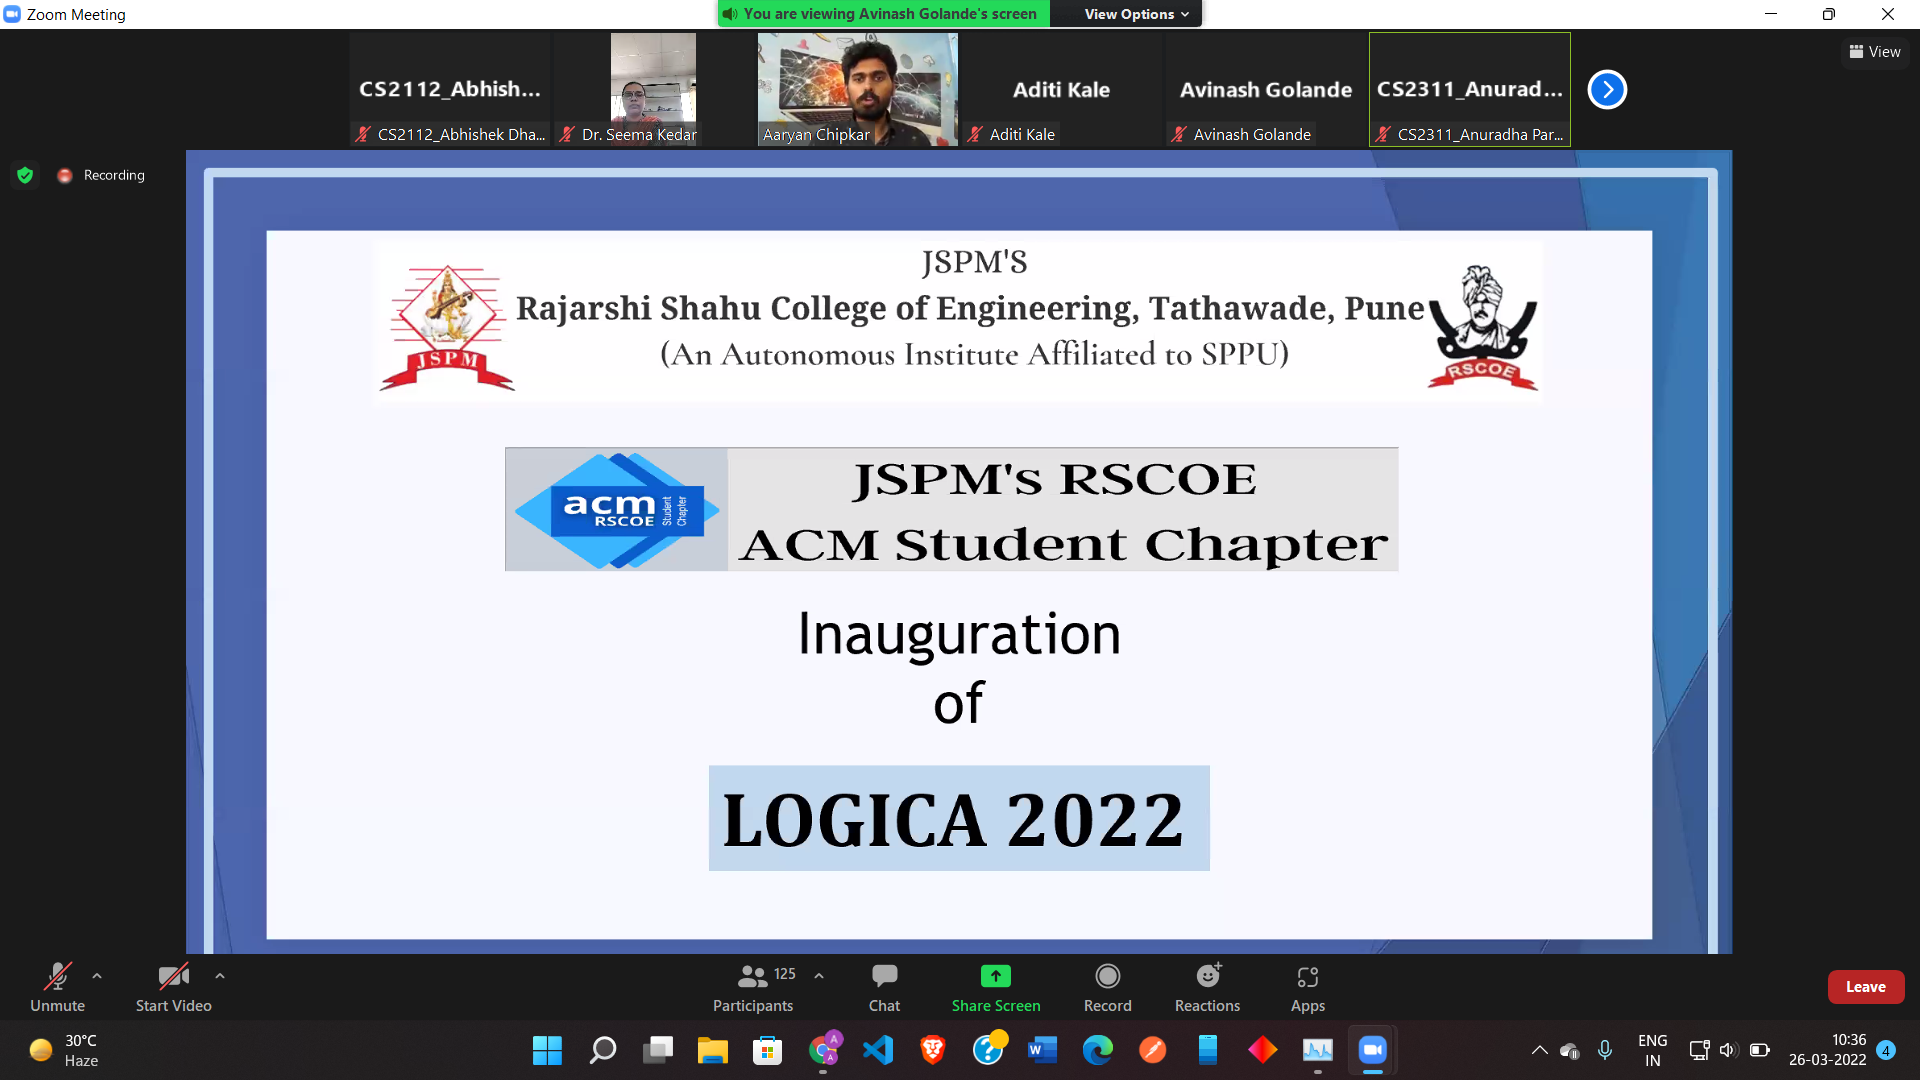 Zoom Meeting
You are viewing Avinash Golande's screen
View Options
View
CS2112_Abhish...
Aditi Kale
Avinash Golande
CS2311_Anurad...
CS2112_Abhishek Dha...
Dr. Seema Kedar
Aaryan Chipkar
Aditi Kale
Avinash Golande
CS2311_Anuradha Par...
Recording
JSPM'S
Rajarshi Shahu College of Engineering, Tathawade, Pune
(An Autonomous Institute Affiliated to SPPU)
JSPM
RSCOE
acm
RSCOE
Student
Chapter
JSPM's RSCOE
ACM Student Chapter
Inauguration
of
LOGICA 2022
Unmute
Start Video
125
Participants
Chat
Share Screen
Record
Reactions
Apps
Leave
30°C
Haze
A
A
W
ENG
IN
10:36
26-03-2022
4